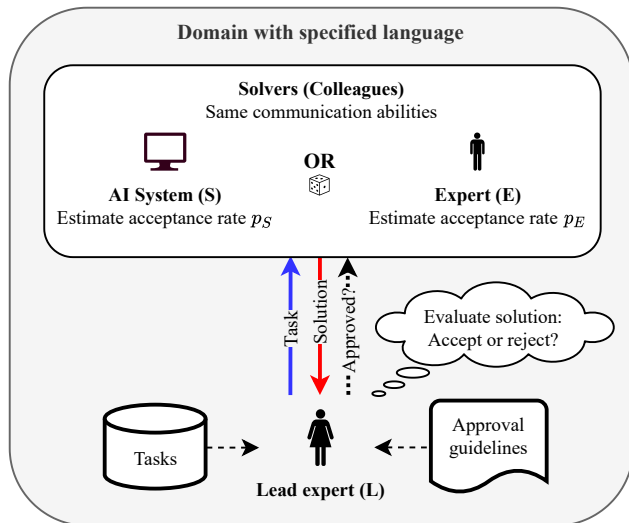 Domain with specified language
Solvers (Colleagues)
Same communication abilities
OR
AI System (S)
Estimate acceptance rate p_S
Expert (E)
Estimate acceptance rate p_E
Task
Solution
Approved?
Evaluate solution:
Accept or reject?
Tasks
Approval
guidelines
Lead expert (L)